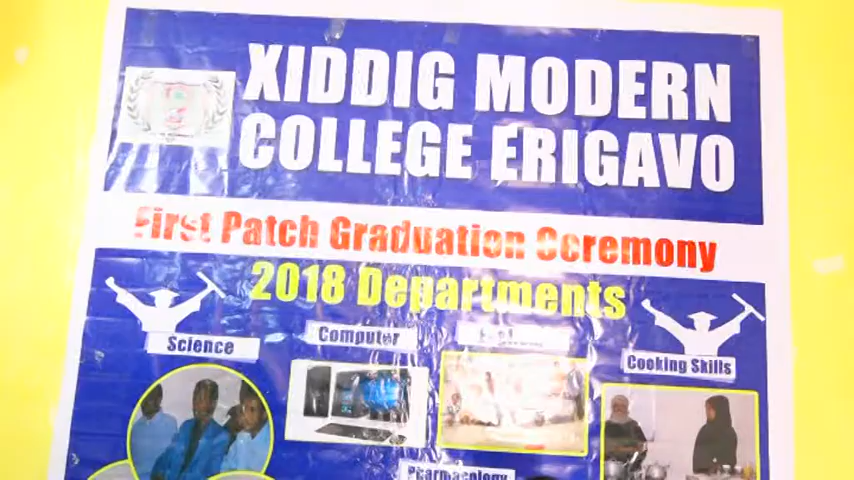 XIDDIG MODERN
COLLEGE ERIGAVO
First Patch Graduation Ceremony
2018 Departments
Science
Computer
Cooking Skills
Pharmacology